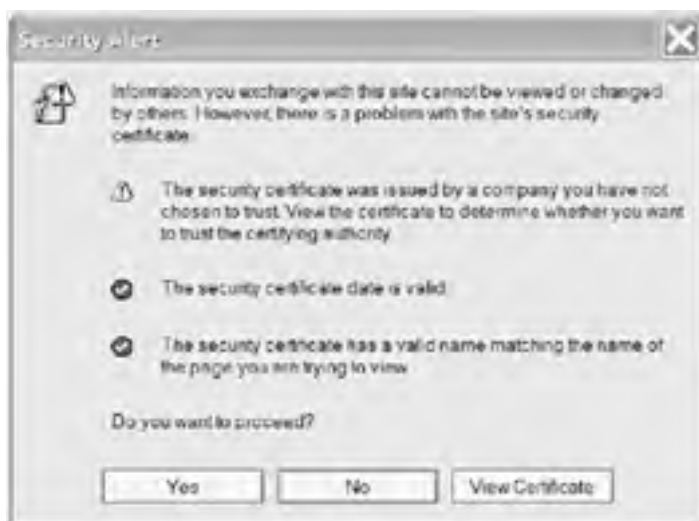 Security Alert
Information you exchange with this site cannot be viewed or changed
by others. However, there is a problem with the site's security
certificate.
The security certificate was issued by a company you have not
chosen to trust. View the certificate to determine whether you want
to trust the certifying authority.
The security certificate date is valid.
The security certificate has a valid name matching the name of
the page you are trying to view.
Do you want to proceed?
Yes
No
View Certificate